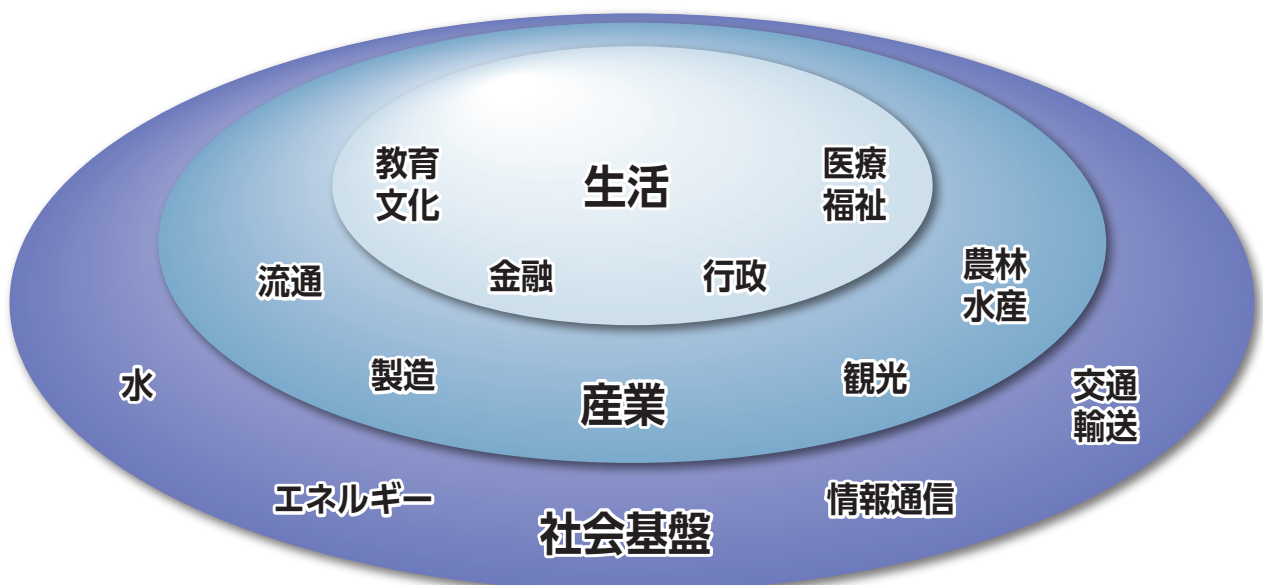 教育
文化
生活
医療
福祉
金融
行政
流通
農林
水産
製造
産業
観光
水
交通
輸送
エネルギー
社会基盤
情報通信